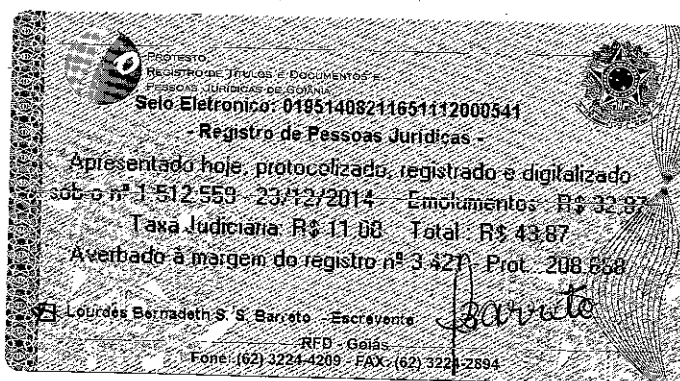 PROTESTO,
REGISTRO DE TÍTULOS E DOCUMENTOS E
PESSOAS JURÍDICAS DE GOIÂNIA
Selo Eletronico: 01951408211651112000541
- Registro de Pessoas Juridicas -
Apresentado hoje, protocolizado, registrado e digitalizado
sob o nº 1.512.559 - 23/12/2014 Emolumentos : R$ 32,87
Taxa Judiciária: R$ 11,00 Total : R$ 43,87
Averbado à margem do registro nº 3.421 Prot.: 208.658
Lourdes Bernadeth S. S. Barreto - Escrevente
Barreto
RFD - Goiás
Fone: (62) 3224-4209 - FAX: (62) 3224-2894